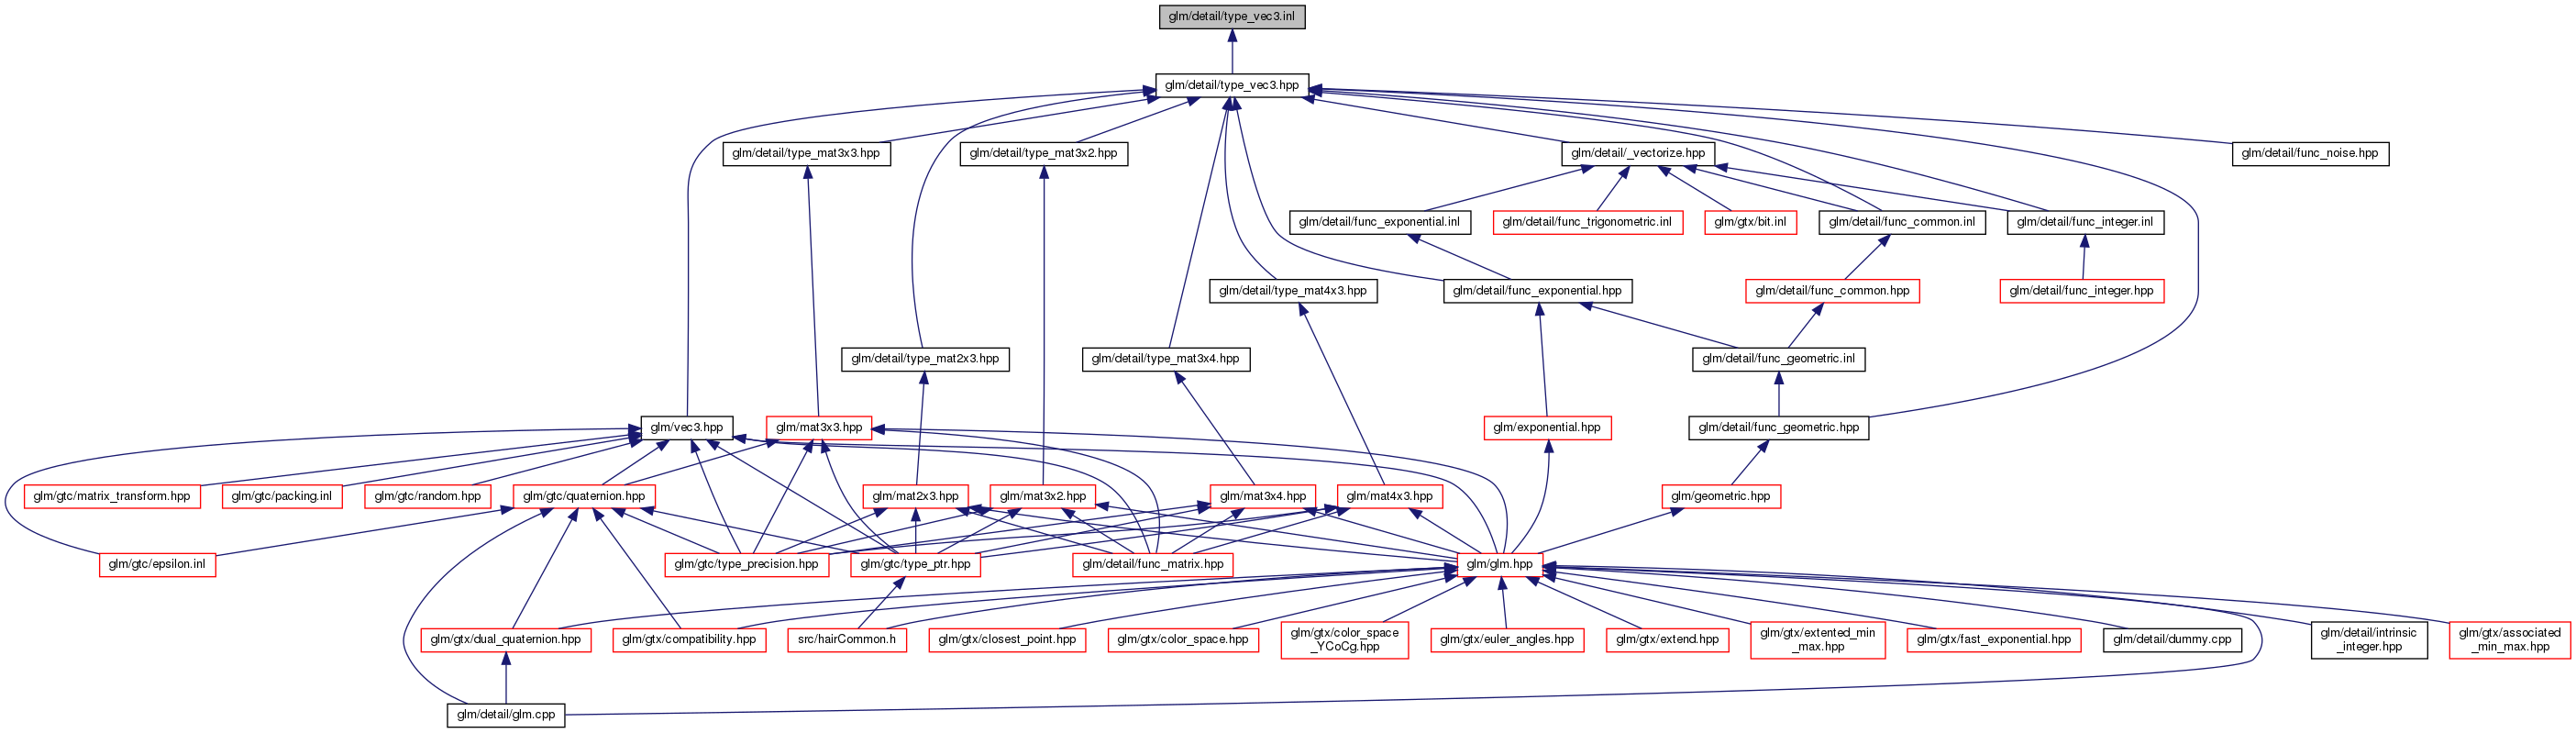 glm/detail/type_vec3.inl
glm/detail/type_vec3.hpp
glm/detail/type_mat3x3.hpp
glm/detail/type_mat3x2.hpp
glm/detail/_vectorize.hpp
glm/detail/func_noise.hpp
glm/detail/func_exponential.inl
glm/detail/func_trigonometric.inl
glm/gtx/bit.inl
glm/detail/func_common.inl
glm/detail/func_integer.inl
glm/detail/type_mat4x3.hpp
glm/detail/func_exponential.hpp
glm/detail/func_common.hpp
glm/detail/func_integer.hpp
glm/detail/type_mat2x3.hpp
glm/detail/type_mat3x4.hpp
glm/detail/func_geometric.inl
glm/vec3.hpp
glm/mat3x3.hpp
glm/exponential.hpp
glm/detail/func_geometric.hpp
glm/gtc/matrix_transform.hpp
glm/gtc/packing.inl
glm/gtc/random.hpp
glm/gtc/quaternion.hpp
glm/mat2x3.hpp
glm/mat3x2.hpp
glm/mat3x4.hpp
glm/mat4x3.hpp
glm/geometric.hpp
glm/gtc/epsilon.inl
glm/gtc/type_precision.hpp
glm/gtc/type_ptr.hpp
glm/detail/func_matrix.hpp
glm/glm.hpp
glm/gtx/dual_quaternion.hpp
glm/gtx/compatibility.hpp
src/hairCommon.h
glm/gtx/closest_point.hpp
glm/gtx/color_space.hpp
glm/gtx/color_space
_YCoCg.hpp
glm/gtx/euler_angles.hpp
glm/gtx/extend.hpp
glm/gtx/extented_min
_max.hpp
glm/gtx/fast_exponential.hpp
glm/detail/dummy.cpp
glm/detail/intrinsic
_integer.hpp
glm/gtx/associated
_min_max.hpp
glm/detail/glm.cpp